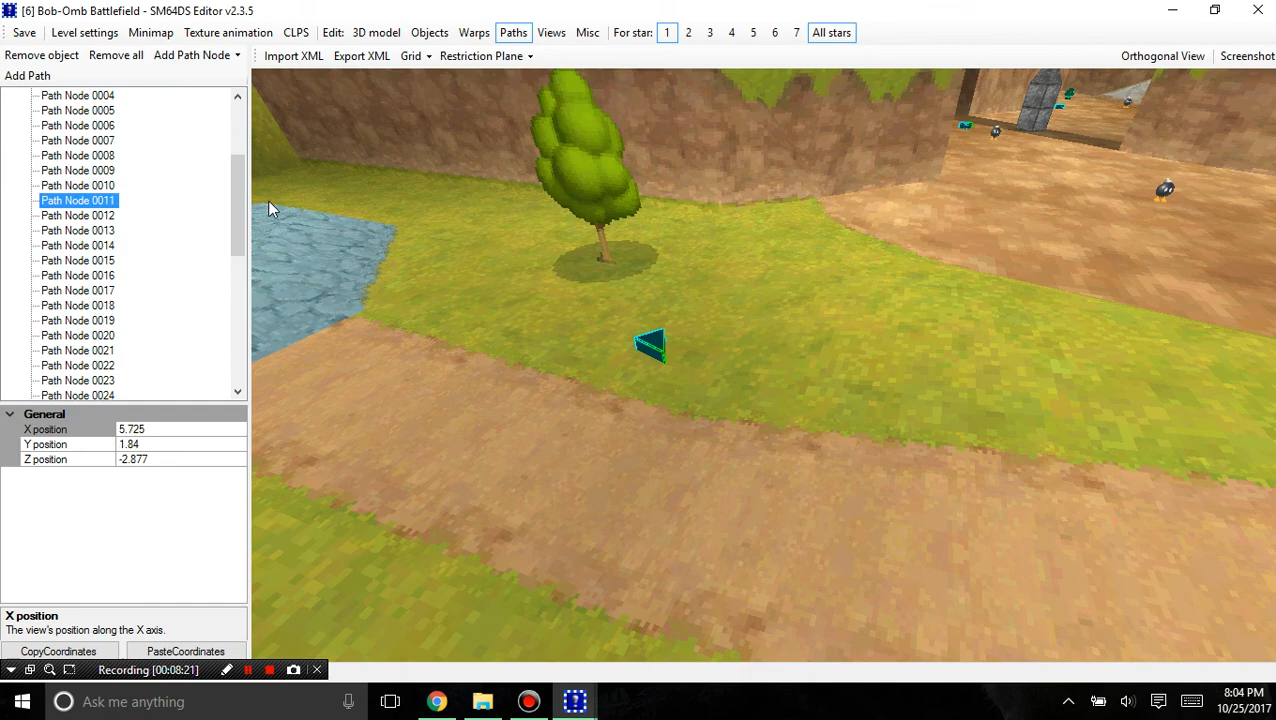 [6] Bob-Omb Battlefield - SM64DS Editor v2.3.5
Save Level settings Minimap Texture animation CLPS Edit: 3D model Objects Warps Paths Views Misc For star: 1 2 3 4 5 6 7 All stars
Remove object Remove all Add Path Node Import XML Export XML Grid Restriction Plane Orthogonal View Screenshot
Add Path
Path Node 0004
Path Node 0005
Path Node 0006
Path Node 0007
Path Node 0008
Path Node 0009
Path Node 0010
Path Node 0011
Path Node 0012
Path Node 0013
Path Node 0014
Path Node 0015
Path Node 0016
Path Node 0017
Path Node 0018
Path Node 0019
Path Node 0020
Path Node 0021
Path Node 0022
Path Node 0023
Path Node 0024
General
X position 5.725
Y position 1.84
Z position -2.877
X position
The view's position along the X axis.
CopyCoordinates PasteCoordinates
Recording [00:08:21]
Ask me anything
8:04 PM
10/25/2017